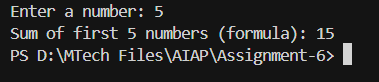 Enter a number: 5
Sum of first 5 numbers (formula): 15
PS D:\MTech Files\AIAP\Assignment-6>